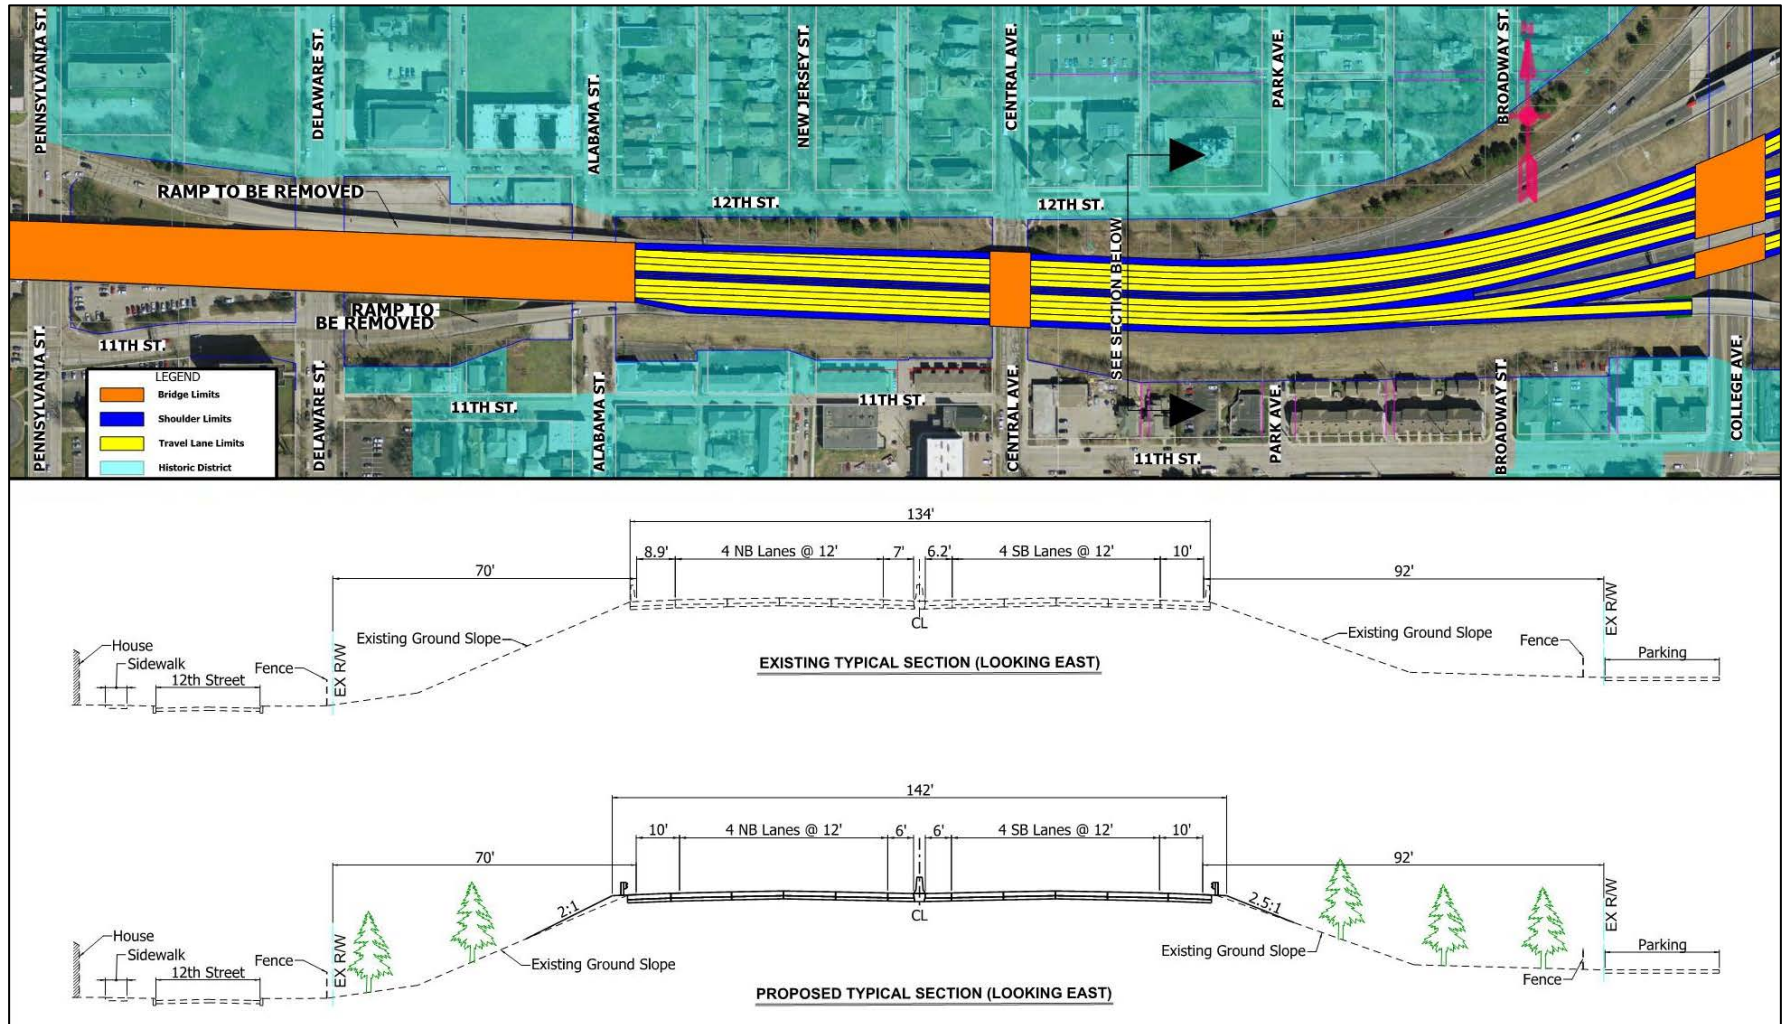 PENNSYLVANIA ST.
DELAWARE ST.
ALABAMA ST.
NEW JERSEY ST.
CENTRAL AVE.
PARK AVE.
BROADWAY ST.
RAMP TO BE REMOVED
12TH ST.
12TH ST.
SEE SECTION BELOW
RAMP TO
BE REMOVED
11TH ST.
PENNSYLVANIA ST.
DELAWARE ST.
ALABAMA ST.
11TH ST.
11TH ST.
CENTRAL AVE.
11TH ST.
PARK AVE.
BROADWAY ST.
COLLEGE AVE.
LEGEND
Bridge Limits
Shoulder Limits
Travel Lane Limits
Historic District
134'
8.9'
4 NB Lanes @ 12'
7'
6.2'
4 SB Lanes @ 12'
10'
70'
92'
CL
House
Sidewalk
12th Street
Fence
EX R/W
Existing Ground Slope
Existing Ground Slope
Fence
EX R/W
Parking
EXISTING TYPICAL SECTION (LOOKING EAST)
142'
10'
4 NB Lanes @ 12'
6'
6'
4 SB Lanes @ 12'
10'
70'
92'
2:1
CL
2.5:1
House
Sidewalk
12th Street
Fence
EX R/W
Existing Ground Slope
Existing Ground Slope
Fence
EX R/W
Parking
PROPOSED TYPICAL SECTION (LOOKING EAST)